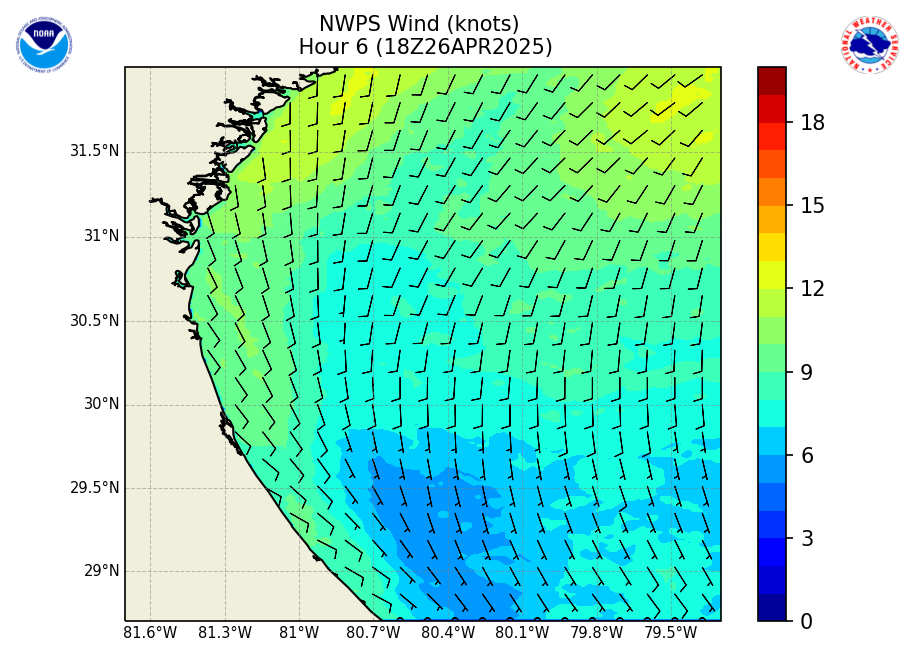 NWPS Wind (knots)
Hour 6 (18Z26APR2025)
NOAA
NATIONAL WEATHER SERVICE
31.5°N
31°N
30.5°N
30°N
29.5°N
29°N
81.6°W 81.3°W 81°W 80.7°W 80.4°W 80.1°W 79.8°W 79.5°W
18
15
12
9
6
3
0